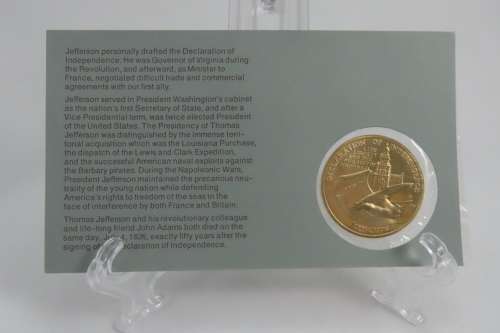 Jefferson personally drafted the Declaration of
Independence. He was Governor of Virginia during
the Revolution, and afterward, as Minister to
France, negotiated difficult trade and commercial
agreements with our first ally.
Jefferson served in President Washington's cabinet
as the nation's first Secretary of State, and after a
Vice Presidential term, was twice elected President
of the United States. The Presidency of Thomas
Jefferson was distinguished by the immense terri-
torial acquisition which was the Louisiana Purchase,
the dispatch of the Lewis and Clark Expedition,
and the successful American naval exploits against
the Barbary pirates. During the Napoleonic Wars,
President Jefferson maintained the precarious neu-
trality of the young nation while defending
America's rights to freedom of the seas in the
face of interference by both France and Britain.
Thomas Jefferson and his revolutionary colleague
and life-long friend John Adams both died on the
same day, July 4, 1826, exactly fifty years after the
signing of the Declaration of Independence.
DECLARATION OF INDEPENDENCE